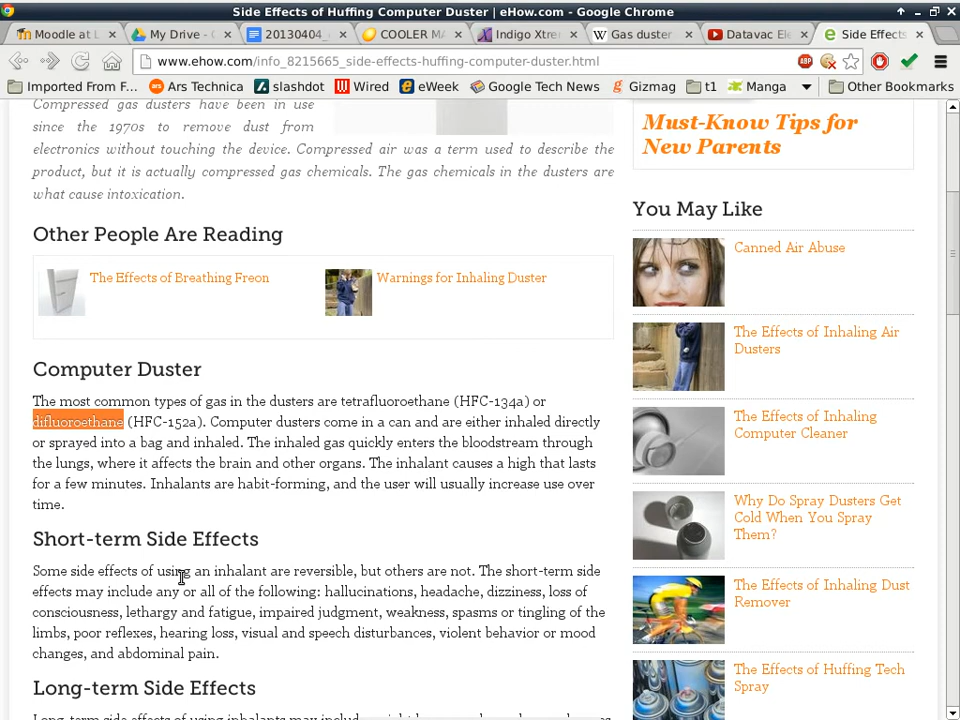 Side Effects of Huffing Computer Duster | eHow.com - Google Chrome
Moodle at L
My Drive -
20130404_
COOLER MA
Indigo Xtre
Gas duster
Datavac Ele
Side Effects
www.ehow.com/info_8215665_side-effects-huffing-computer-duster.html
ABP
Imported From F...
Ars Technica
slashdot
Wired
eWeek
Google Tech News
Gizmag
t1
Manga
Other Bookmarks
Compressed gas dusters have been in use
since the 1970s to remove dust from
electronics without touching the device. Compressed air was a term used to describe the
product, but it is actually compressed gas chemicals. The gas chemicals in the dusters are
what cause intoxication.
Other People Are Reading
The Effects of Breathing Freon
Warnings for Inhaling Duster
Computer Duster
The most common types of gas in the dusters are tetrafluoroethane (HFC-134a) or
difluoroethane (HFC-152a). Computer dusters come in a can and are either inhaled directly
or sprayed into a bag and inhaled. The inhaled gas quickly enters the bloodstream through
the lungs, where it affects the brain and other organs. The inhalant causes a high that lasts
for a few minutes. Inhalants are habit-forming, and the user will usually increase use over
time.
Short-term Side Effects
Some side effects of using an inhalant are reversible, but others are not. The short-term side
effects may include any or all of the following: hallucinations, headache, dizziness, loss of
consciousness, lethargy and fatigue, impaired judgment, weakness, spasms or tingling of the
limbs, poor reflexes, hearing loss, visual and speech disturbances, violent behavior or mood
changes, and abdominal pain.
Long-term Side Effects
Long-term side effects of using inhalants may include
Must-Know Tips for
New Parents
You May Like
Canned Air Abuse
The Effects of Inhaling Air
Dusters
The Effects of Inhaling
Computer Cleaner
Why Do Spray Dusters Get
Cold When You Spray
Them?
The Effects of Inhaling Dust
Remover
The Effects of Huffing Tech
Spray